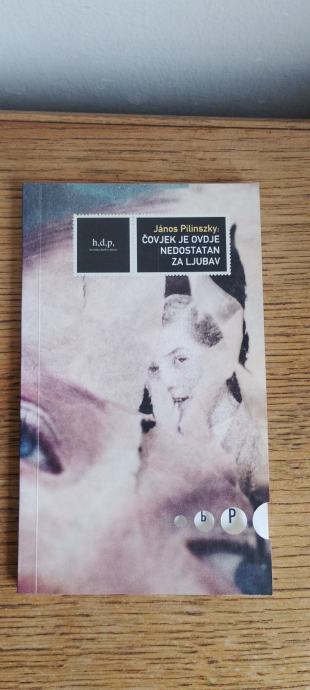 h,d,p,
János Pilinszky:
ČOVJEK JE OVDJE
NEDOSTATAN
ZA LJUBAV
b P